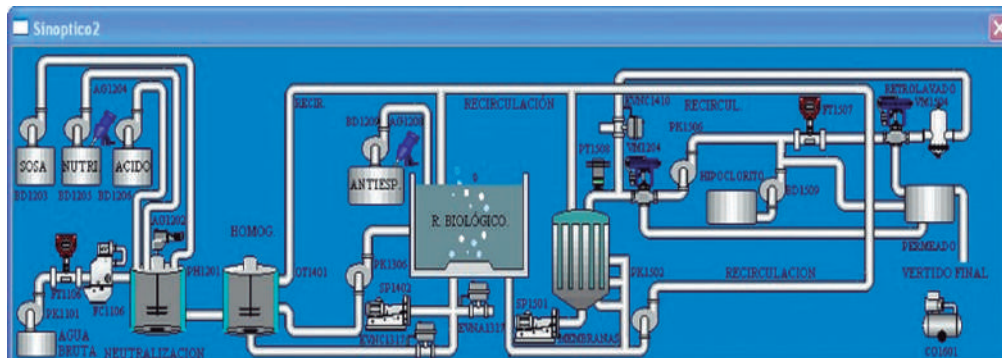 Sinoptico2
AG1204
SOSA
NUTRI.
ACIDO
BD1203
BD1205
BD1206
AG1202
FT1106
FC1106
PK1101
AGUA
BRUTA
NEUTRALIZACION
PH1201
HOMOG.
OT1401
RECIR.
RECIRCULACIÓN
BD1209
AG1208
ANTIESP.
R. BIOLÓGICO.
PK1306
SP1402
EVNA1317
SP1501
MEMBRANAS
PK1502
PT1508
EVNC1410
VM1204
RECIRCUL.
PK1506
FT1507
RETROLAVADO
VM1504
HIPOCLORITO
BD1509
PERMEADO
RECIRCULACION
VERTIDO FINAL
CO1601